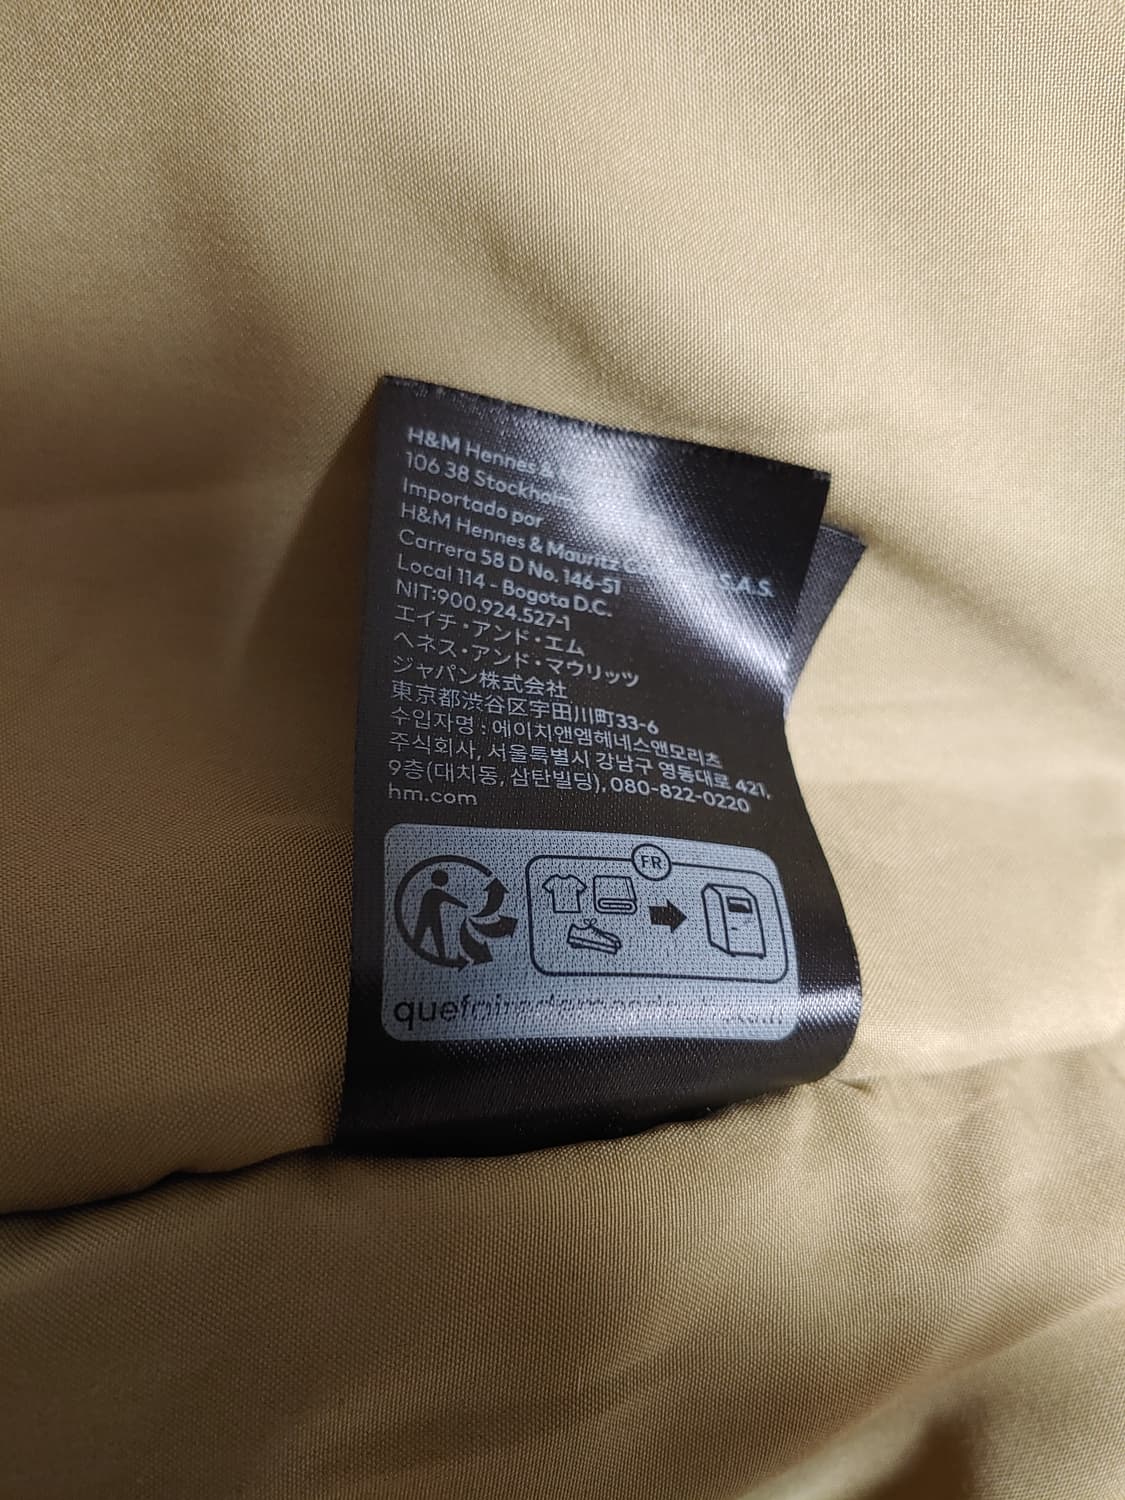 H&M Hennes &
106 38 Stockholm
Importado por
H&M Hennes & Mauritz S.A.S.
Carrera 58 D No. 146-51
Local 114 - Bogota D.C.
NIT:900.924.527-1
エイチ・アンド・エム
ヘネス・アンド・マウリッツ
ジャパン株式会社
東京都渋谷区宇田川町33-6
수입자명 : 에이치앤엠헤네스앤모리츠
주식회사, 서울특별시 강남구 영동대로 421,
9층(대치동, 삼탄빌딩), 080-822-0220
hm.com
FR